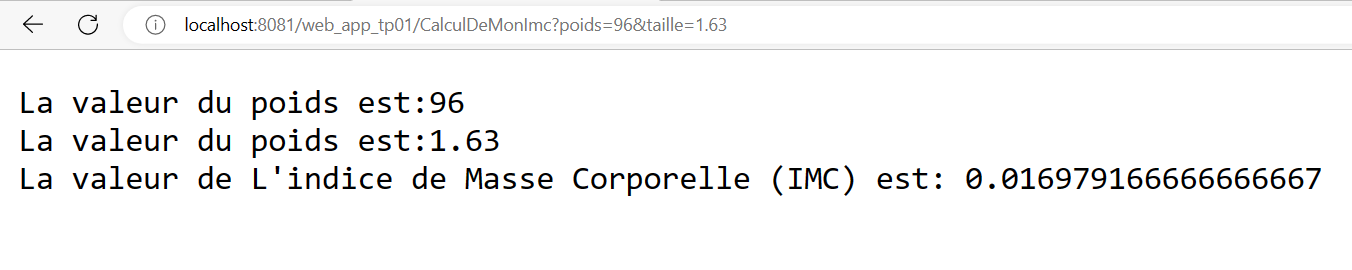 localhost:8081/web_app_tp01/CalculDeMonImc?poids=96&taille=1.63
La valeur du poids est:96
La valeur du poids est:1.63
La valeur de L'indice de Masse Corporelle (IMC) est: 0.016979166666666667